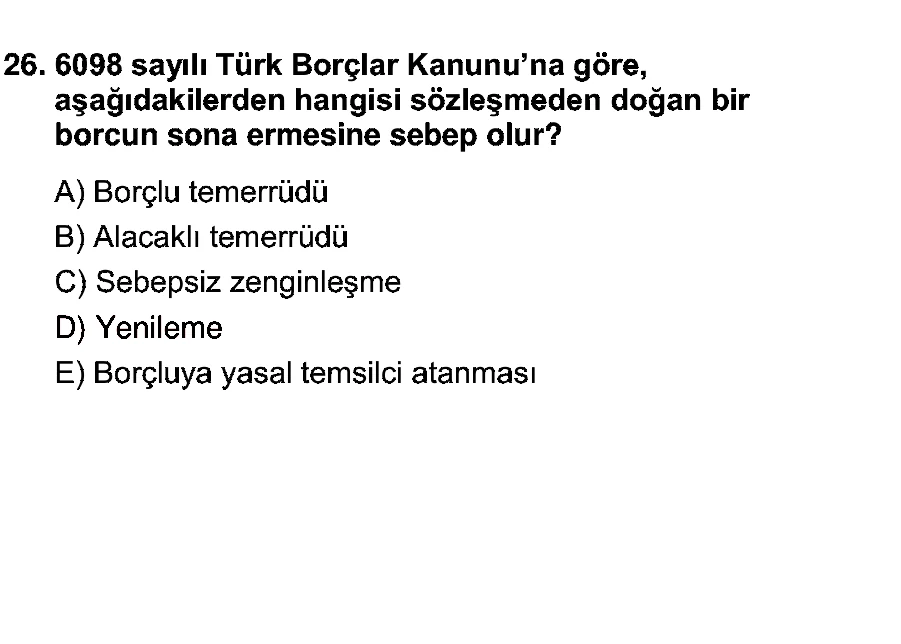 26. 6098 sayılı Türk Borçlar Kanunu’na göre,
aşağıdakilerden hangisi sözleşmeden doğan bir
borcun sona ermesine sebep olur?
A) Borçlu temerrüdü
B) Alacaklı temerrüdü
C) Sebepsiz zenginleşme
D) Yenileme
E) Borçluya yasal temsilci atanması